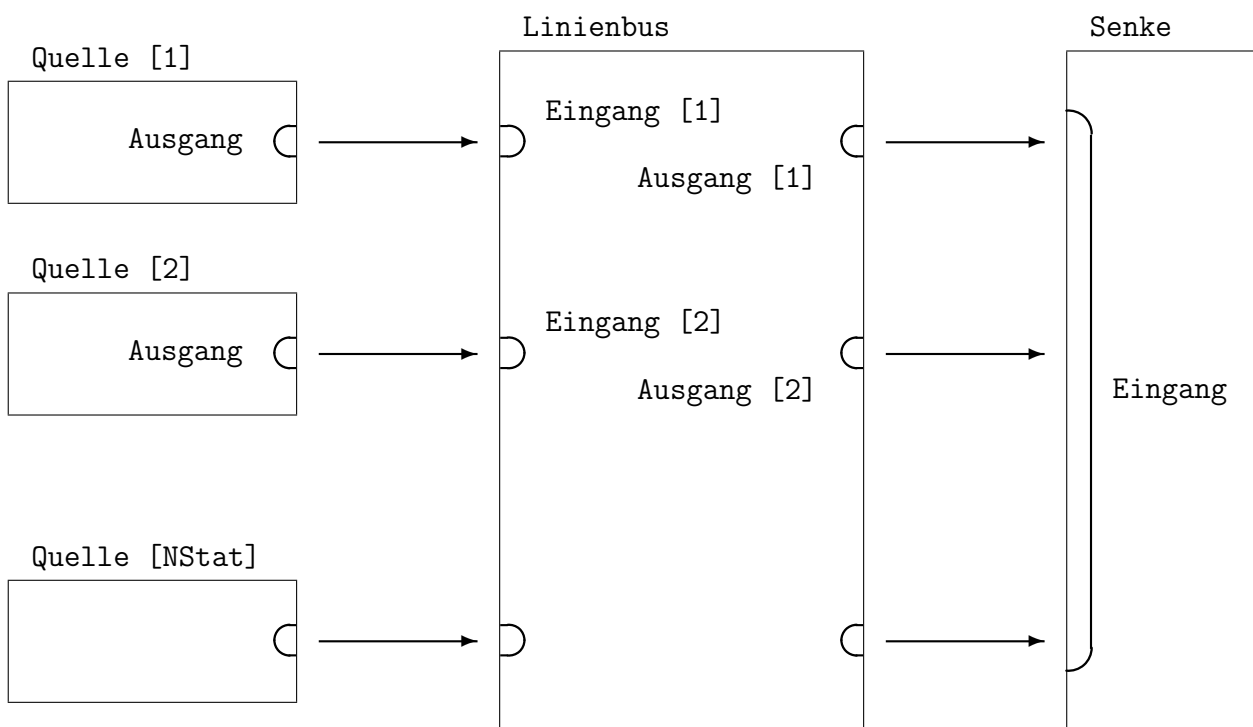 Linienbus
Senke
Quelle [1]
Eingang [1]
Ausgang
Ausgang [1]
Quelle [2]
Eingang [2]
Ausgang
Ausgang [2]
Eingang
Quelle [NStat]